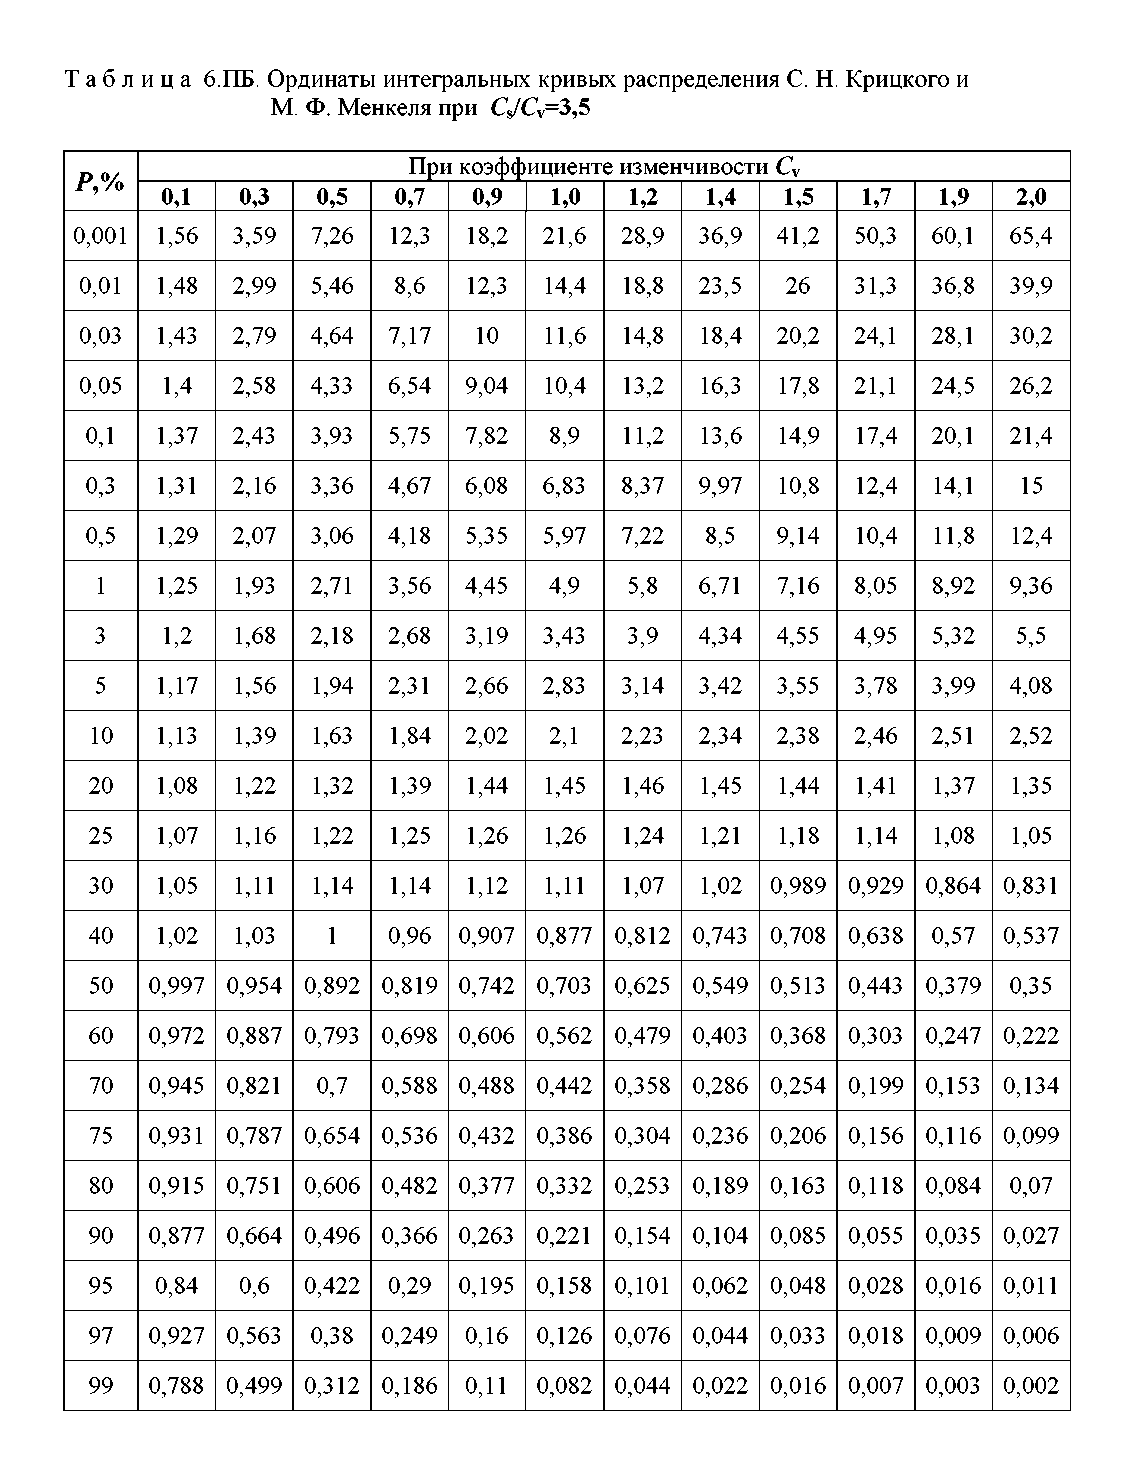 Т а б л и ц а 6.ПБ. Ординаты интегральных кривых распределения С. Н. Крицкого и
М. Ф. Менкеля при Cs/Cv=3,5
P,% При коэффициенте изменчивости Cv
0,1 0,3 0,5 0,7 0,9 1,0 1,2 1,4 1,5 1,7 1,9 2,0
0,001 1,56 3,59 7,26 12,3 18,2 21,6 28,9 36,9 41,2 50,3 60,1 65,4
0,01 1,48 2,99 5,46 8,6 12,3 14,4 18,8 23,5 26 31,3 36,8 39,9
0,03 1,43 2,79 4,64 7,17 10 11,6 14,8 18,4 20,2 24,1 28,1 30,2
0,05 1,4 2,58 4,33 6,54 9,04 10,4 13,2 16,3 17,8 21,1 24,5 26,2
0,1 1,37 2,43 3,93 5,75 7,82 8,9 11,2 13,6 14,9 17,4 20,1 21,4
0,3 1,31 2,16 3,36 4,67 6,08 6,83 8,37 9,97 10,8 12,4 14,1 15
0,5 1,29 2,07 3,06 4,18 5,35 5,97 7,22 8,5 9,14 10,4 11,8 12,4
1 1,25 1,93 2,71 3,56 4,45 4,9 5,8 6,71 7,16 8,05 8,92 9,36
3 1,2 1,68 2,18 2,68 3,19 3,43 3,9 4,34 4,55 4,95 5,32 5,5
5 1,17 1,56 1,94 2,31 2,66 2,83 3,14 3,42 3,55 3,78 3,99 4,08
10 1,13 1,39 1,63 1,84 2,02 2,1 2,23 2,34 2,38 2,46 2,51 2,52
20 1,08 1,22 1,32 1,39 1,44 1,45 1,46 1,45 1,44 1,41 1,37 1,35
25 1,07 1,16 1,22 1,25 1,26 1,26 1,24 1,21 1,18 1,14 1,08 1,05
30 1,05 1,11 1,14 1,14 1,12 1,11 1,07 1,02 0,989 0,929 0,864 0,831
40 1,02 1,03 1 0,96 0,907 0,877 0,812 0,743 0,708 0,638 0,57 0,537
50 0,997 0,954 0,892 0,819 0,742 0,703 0,625 0,549 0,513 0,443 0,379 0,35
60 0,972 0,887 0,793 0,698 0,606 0,562 0,479 0,403 0,368 0,303 0,247 0,222
70 0,945 0,821 0,7 0,588 0,488 0,442 0,358 0,286 0,254 0,199 0,153 0,134
75 0,931 0,787 0,654 0,536 0,432 0,386 0,304 0,236 0,206 0,156 0,116 0,099
80 0,915 0,751 0,606 0,482 0,377 0,332 0,253 0,189 0,163 0,118 0,084 0,07
90 0,877 0,664 0,496 0,366 0,263 0,221 0,154 0,104 0,085 0,055 0,035 0,027
95 0,84 0,6 0,422 0,29 0,195 0,158 0,101 0,062 0,048 0,028 0,016 0,011
97 0,927 0,563 0,38 0,249 0,16 0,126 0,076 0,044 0,033 0,018 0,009 0,006
99 0,788 0,499 0,312 0,186 0,11 0,082 0,044 0,022 0,016 0,007 0,003 0,002